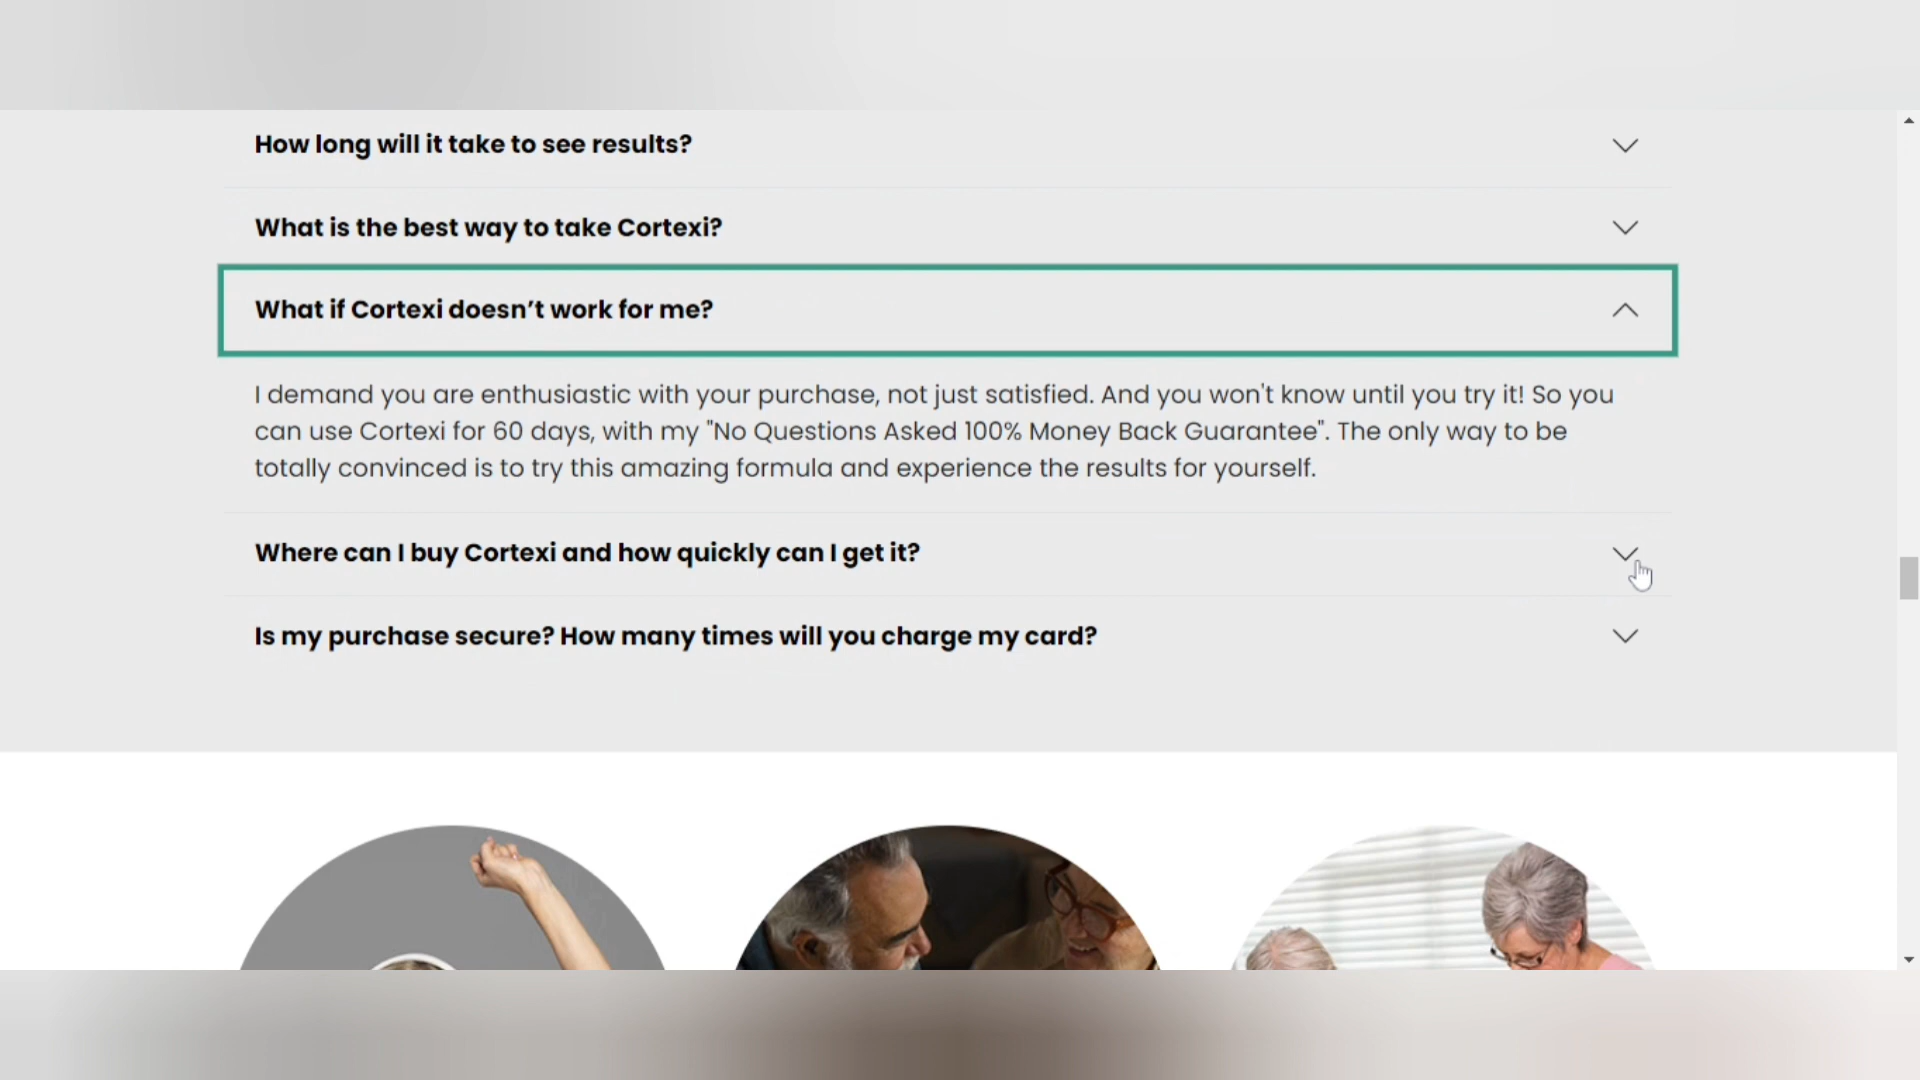 How long will it take to see results?
What is the best way to take Cortexi?
What if Cortexi doesn’t work for me?
I demand you are enthusiastic with your purchase, not just satisfied. And you won't know until you try it! So you
can use Cortexi for 60 days, with my "No Questions Asked 100% Money Back Guarantee". The only way to be
totally convinced is to try this amazing formula and experience the results for yourself.
Where can I buy Cortexi and how quickly can I get it?
Is my purchase secure? How many times will you charge my card?